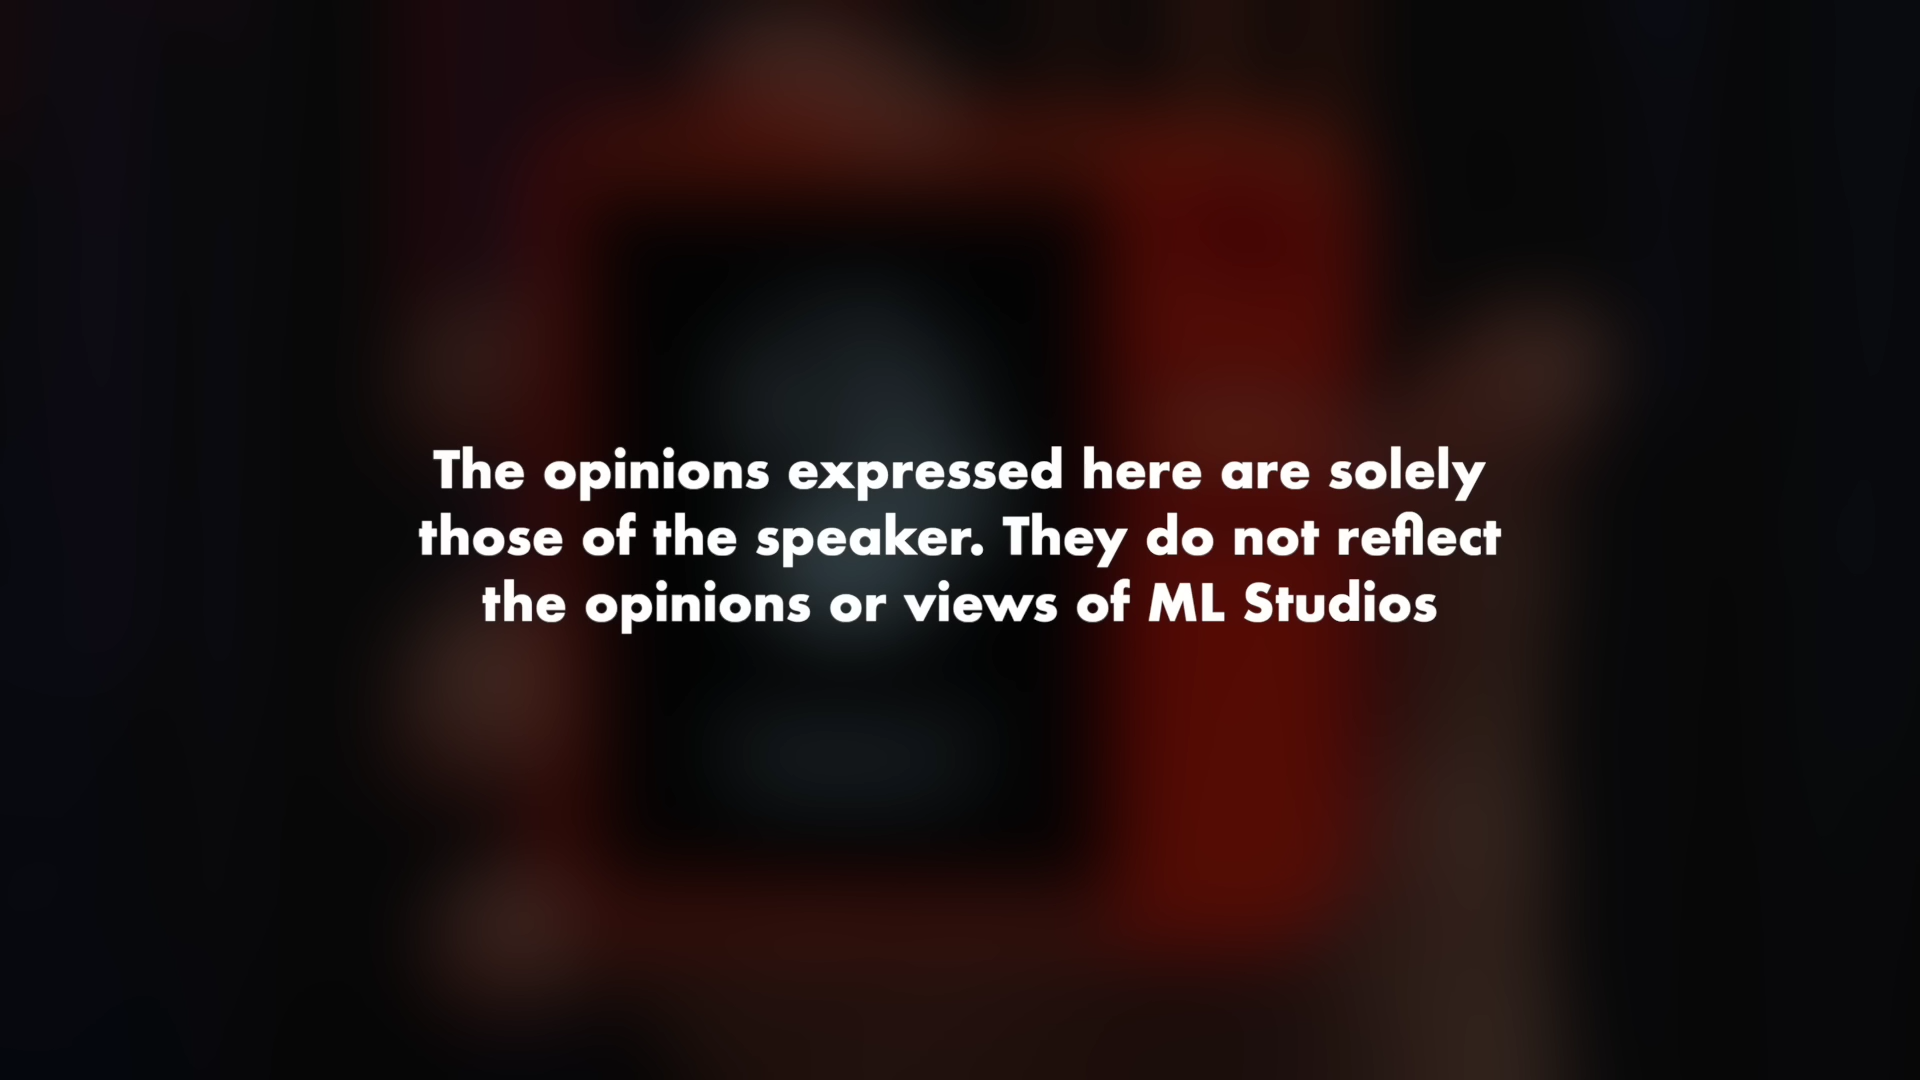 The opinions expressed here are solely
those of the speaker. They do not reflect
the opinions or views of ML Studios